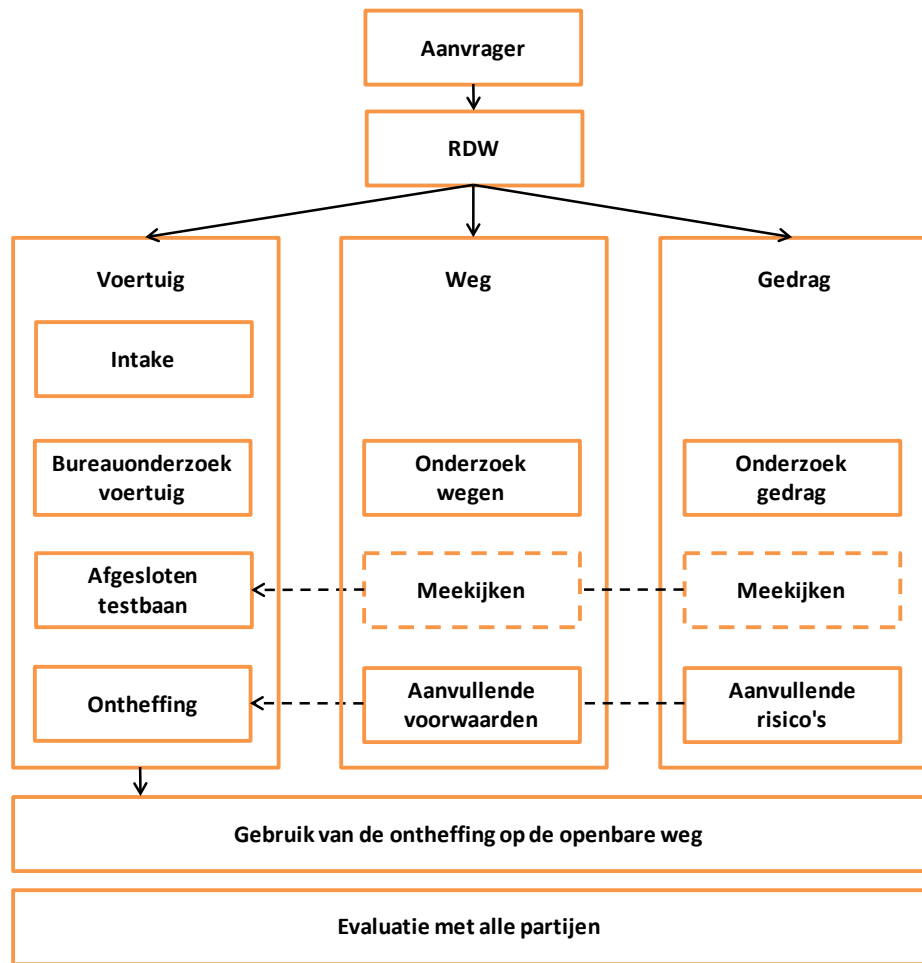 Aanvrager
RDW
Voertuig
Intake
Bureauonderzoek
voertuig
Afgesloten
testbaan
Ontheffing
Weg
Onderzoek
wegen
Meekijken
Aanvullende
voorwaarden
Gedrag
Onderzoek
gedrag
Meekijken
Aanvullende
risico's
Gebruik van de ontheffing op de openbare weg
Evaluatie met alle partijen